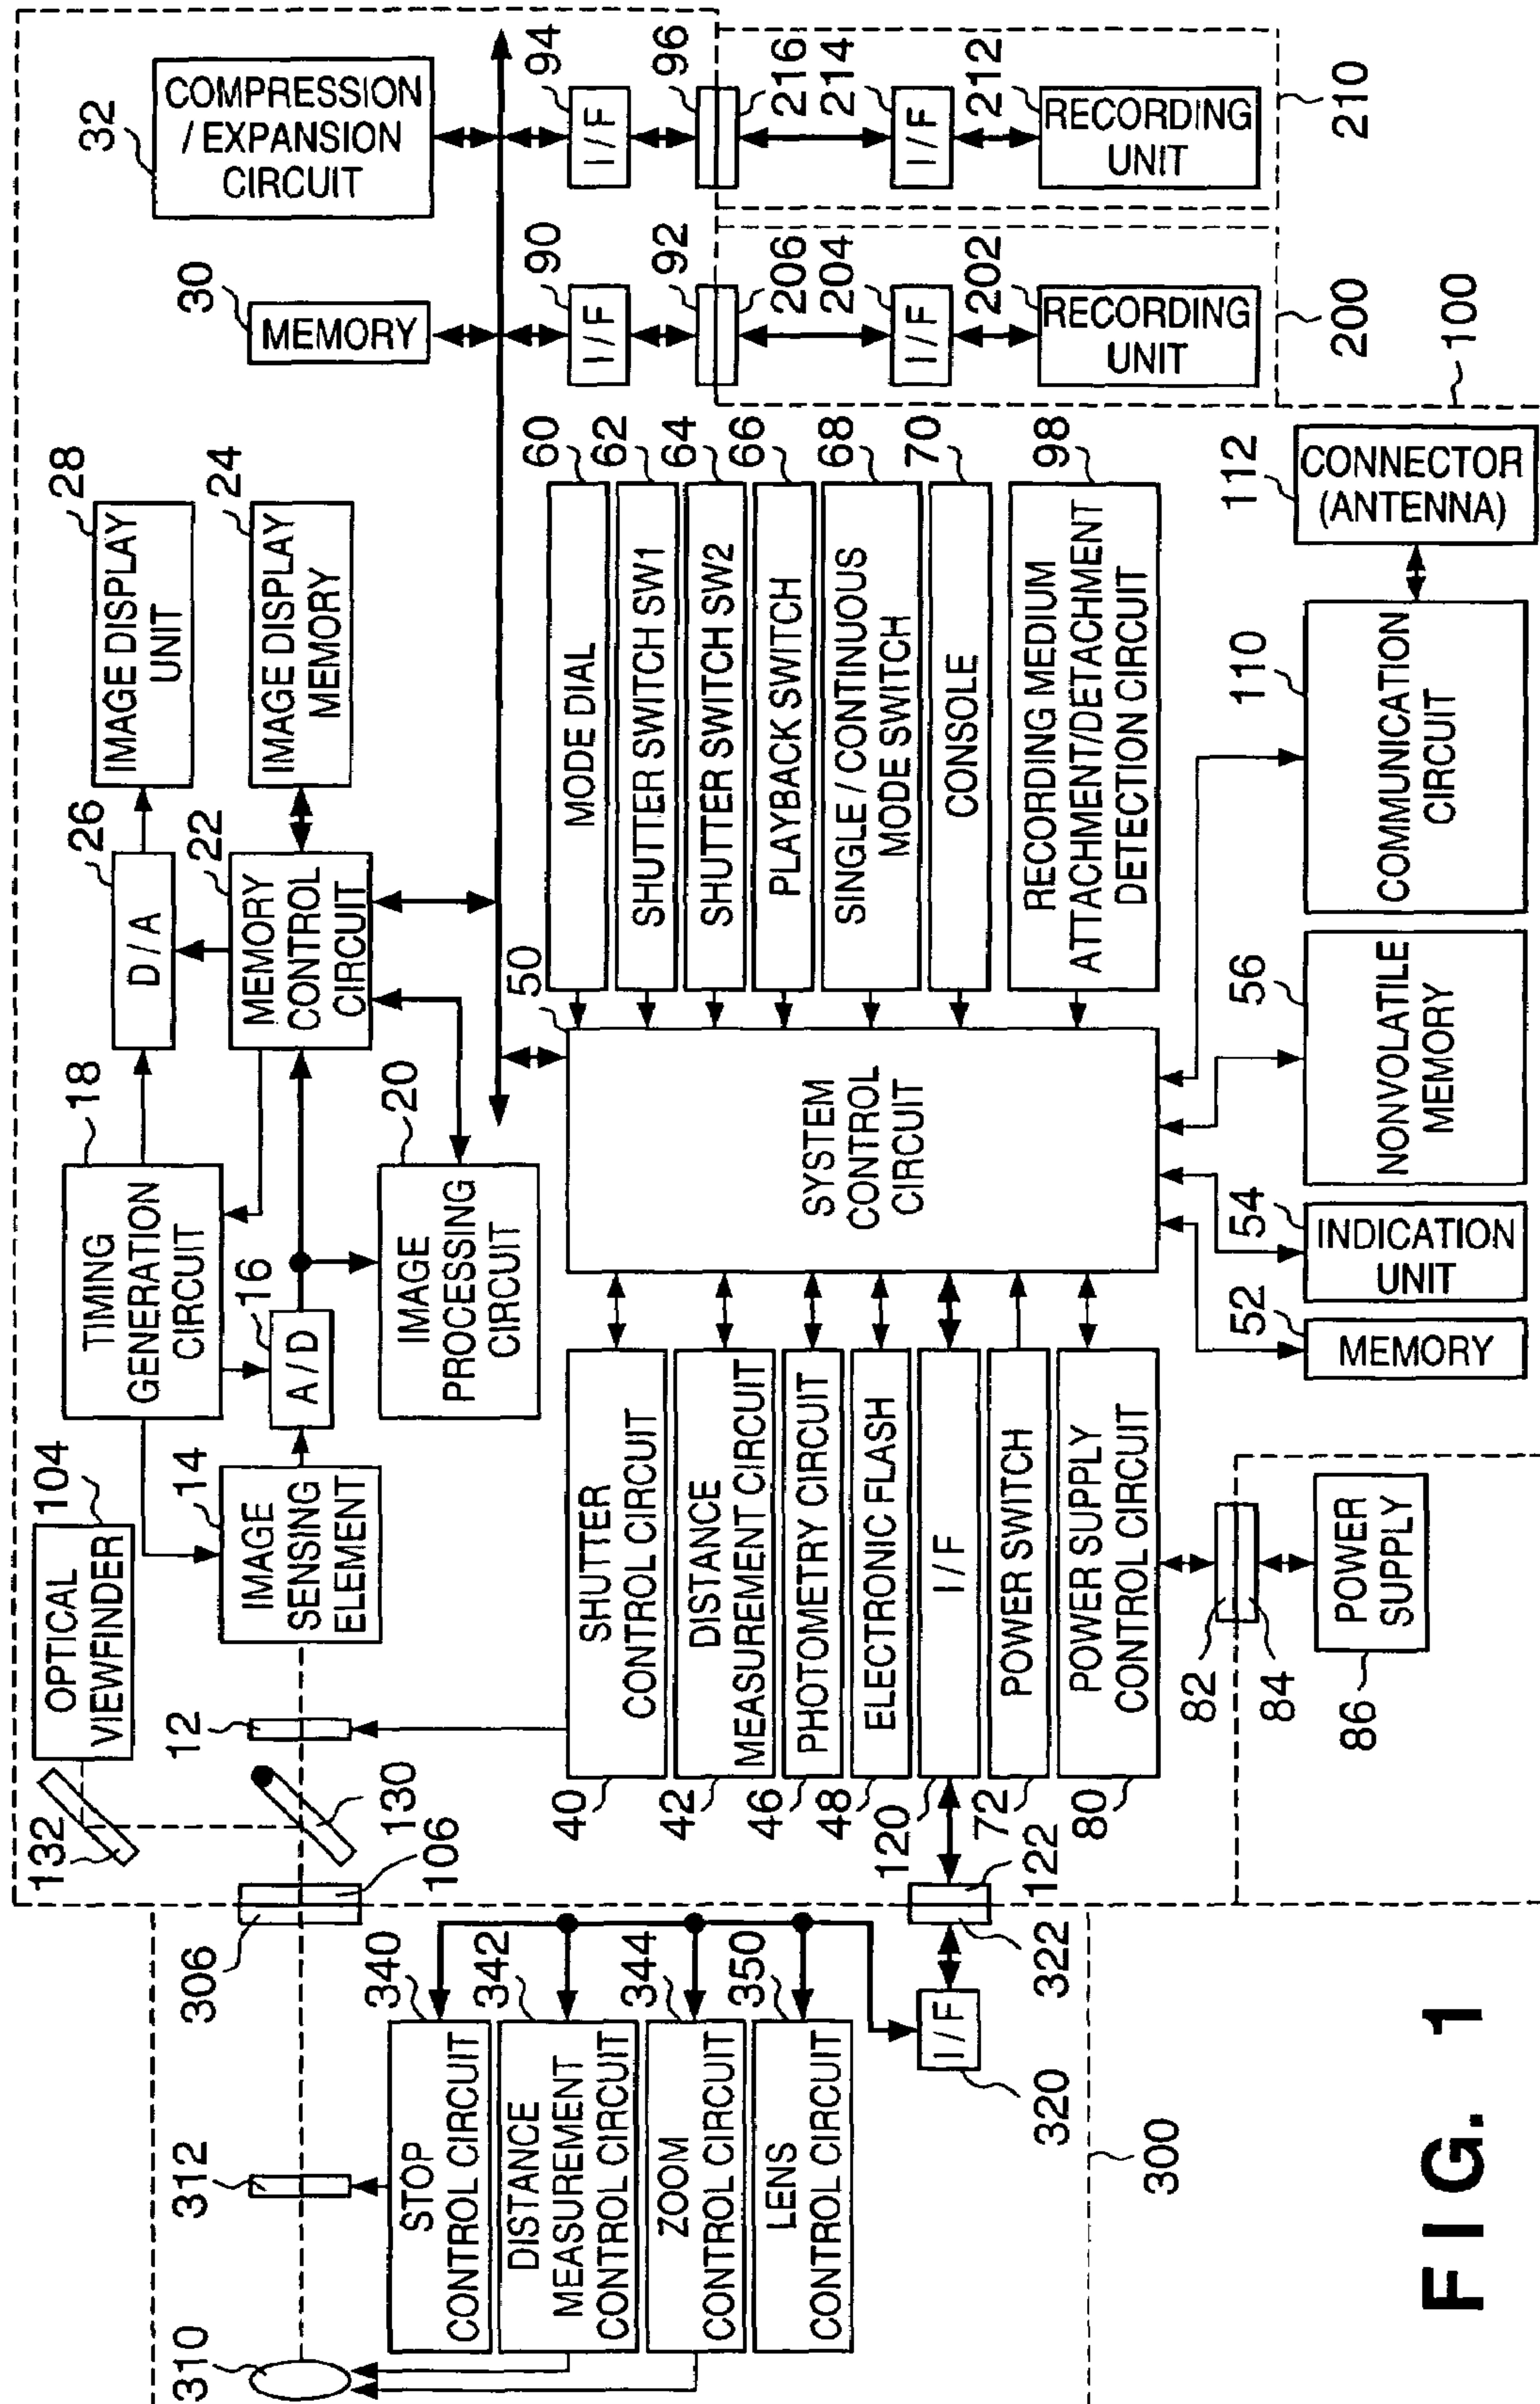 OPTICAL
VIEWFINDER
104
132
12
130
106
306
312
310
IMAGE
SENSING
ELEMENT
14
TIMING
GENERATION
CIRCUIT
18
A/D
16
IMAGE
PROCESSING
CIRCUIT
20
D/A
26
MEMORY
CONTROL
CIRCUIT
22
IMAGE DISPLAY
UNIT
28
IMAGE DISPLAY
MEMORY
24
MEMORY
30
COMPRESSION
/ EXPANSION
CIRCUIT
32
I/F
90
92
206
204
I/F
202
RECORDING
UNIT
200
I/F
94
96
216
214
I/F
212
RECORDING
UNIT
210
100
STOP
CONTROL CIRCUIT
340
DISTANCE
MEASUREMENT
CONTROL CIRCUIT
342
ZOOM
CONTROL CIRCUIT
344
LENS
CONTROL CIRCUIT
350
I/F
320
322
122
300
SHUTTER
CONTROL CIRCUIT
40
DISTANCE
MEASUREMENT CIRCUIT
42
PHOTOMETRY CIRCUIT
46
ELECTRONIC FLASH
48
I/F
120
POWER SWITCH
72
POWER SUPPLY
CONTROL CIRCUIT
80
82
84
POWER
SUPPLY
86
SYSTEM
CONTROL
CIRCUIT
50
MODE DIAL
60
SHUTTER SWITCH SW1
62
SHUTTER SWITCH SW2
64
PLAYBACK SWITCH
66
SINGLE / CONTINUOUS
MODE SWITCH
68
CONSOLE
70
RECORDING MEDIUM
ATTACHMENT/DETACHMENT
DETECTION CIRCUIT
98
MEMORY
52
INDICATION
UNIT
54
NONVOLATILE
MEMORY
56
COMMUNICATION
CIRCUIT
110
CONNECTOR
(ANTENNA)
112
FIG. 1